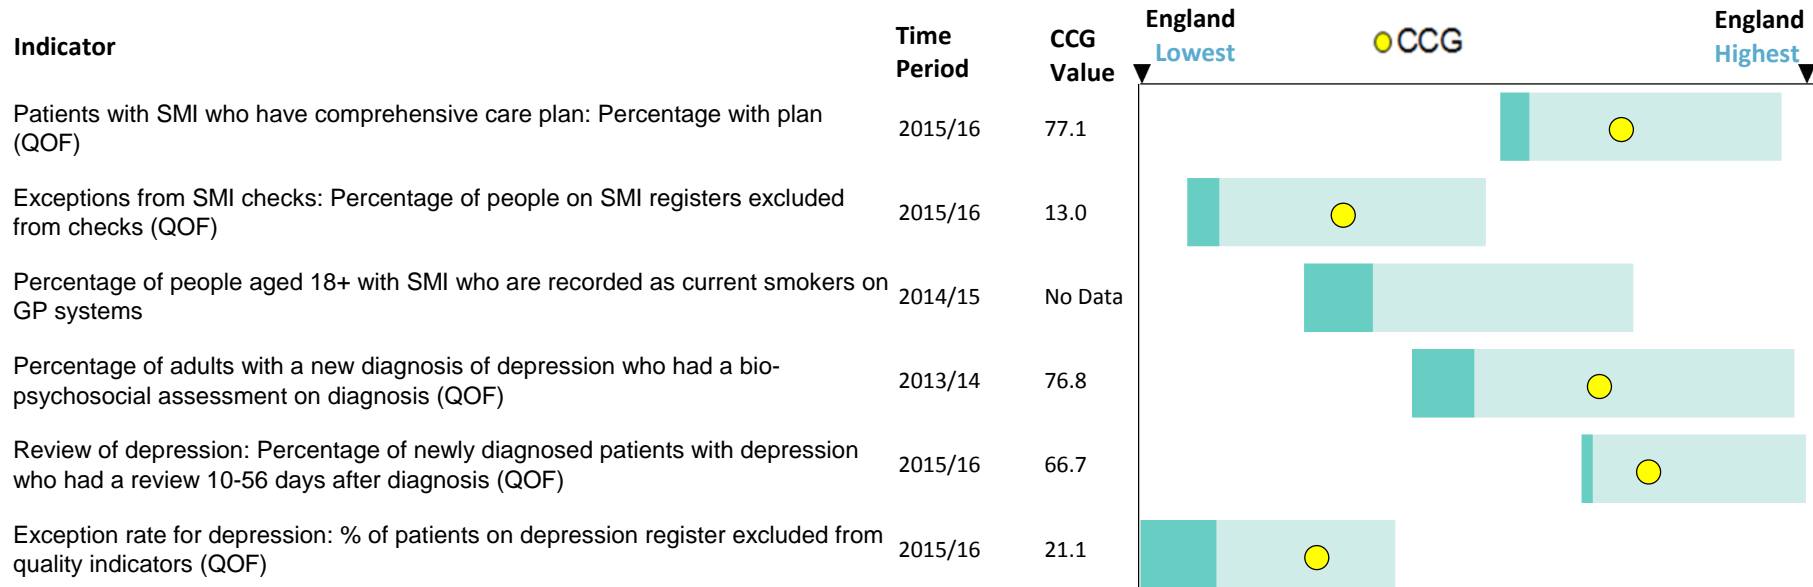 Indicator
Time Period
CCG Value
England Lowest
CCG
England Highest
Patients with SMI who have comprehensive care plan: Percentage with plan
(QOF)
2015/16
77.1
Exceptions from SMI checks: Percentage of people on SMI registers excluded
from checks (QOF)
2015/16
13.0
Percentage of people aged 18+ with SMI who are recorded as current smokers on
GP systems
2014/15
No Data
Percentage of adults with a new diagnosis of depression who had a bio-
psychosocial assessment on diagnosis (QOF)
2013/14
76.8
Review of depression: Percentage of newly diagnosed patients with depression
who had a review 10-56 days after diagnosis (QOF)
2015/16
66.7
Exception rate for depression: % of patients on depression register excluded from
quality indicators (QOF)
2015/16
21.1